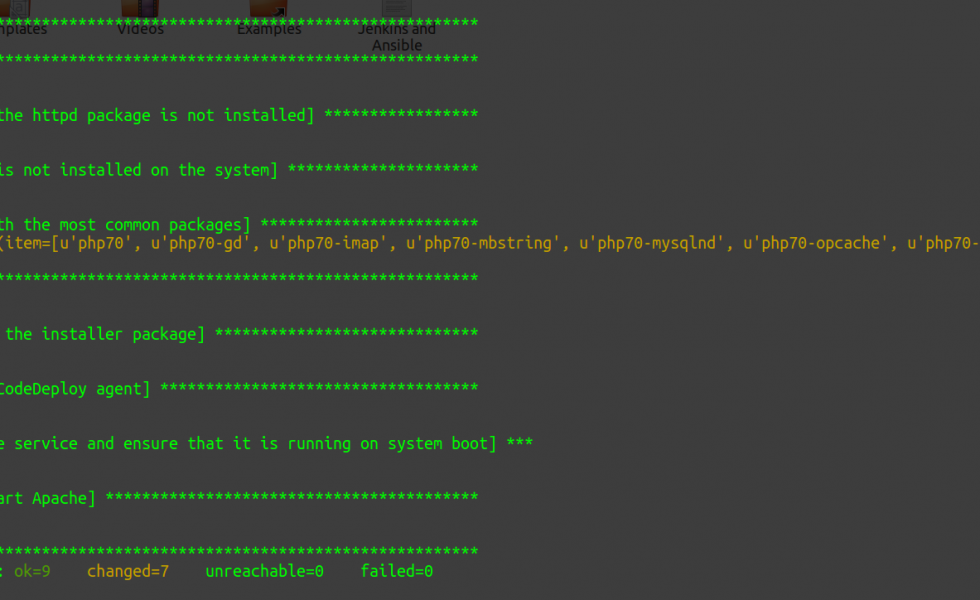 mplates Videos Examples Jenkins and
Ansible
*****************************************************
*****************************************************
the httpd package is not installed] *****************
is not installed on the system] *********************
th the most common packages] ************************
(item=[u'php70', u'php70-gd', u'php70-imap', u'php70-mbstring', u'php70-mysqlnd', u'php70-opcache', u'php70-
*****************************************************
the installer package] *****************************
CodeDeploy agent] ***********************************
e service and ensure that it is running on system boot] ***
art Apache] *****************************************
*****************************************************
: ok=9 changed=7 unreachable=0 failed=0